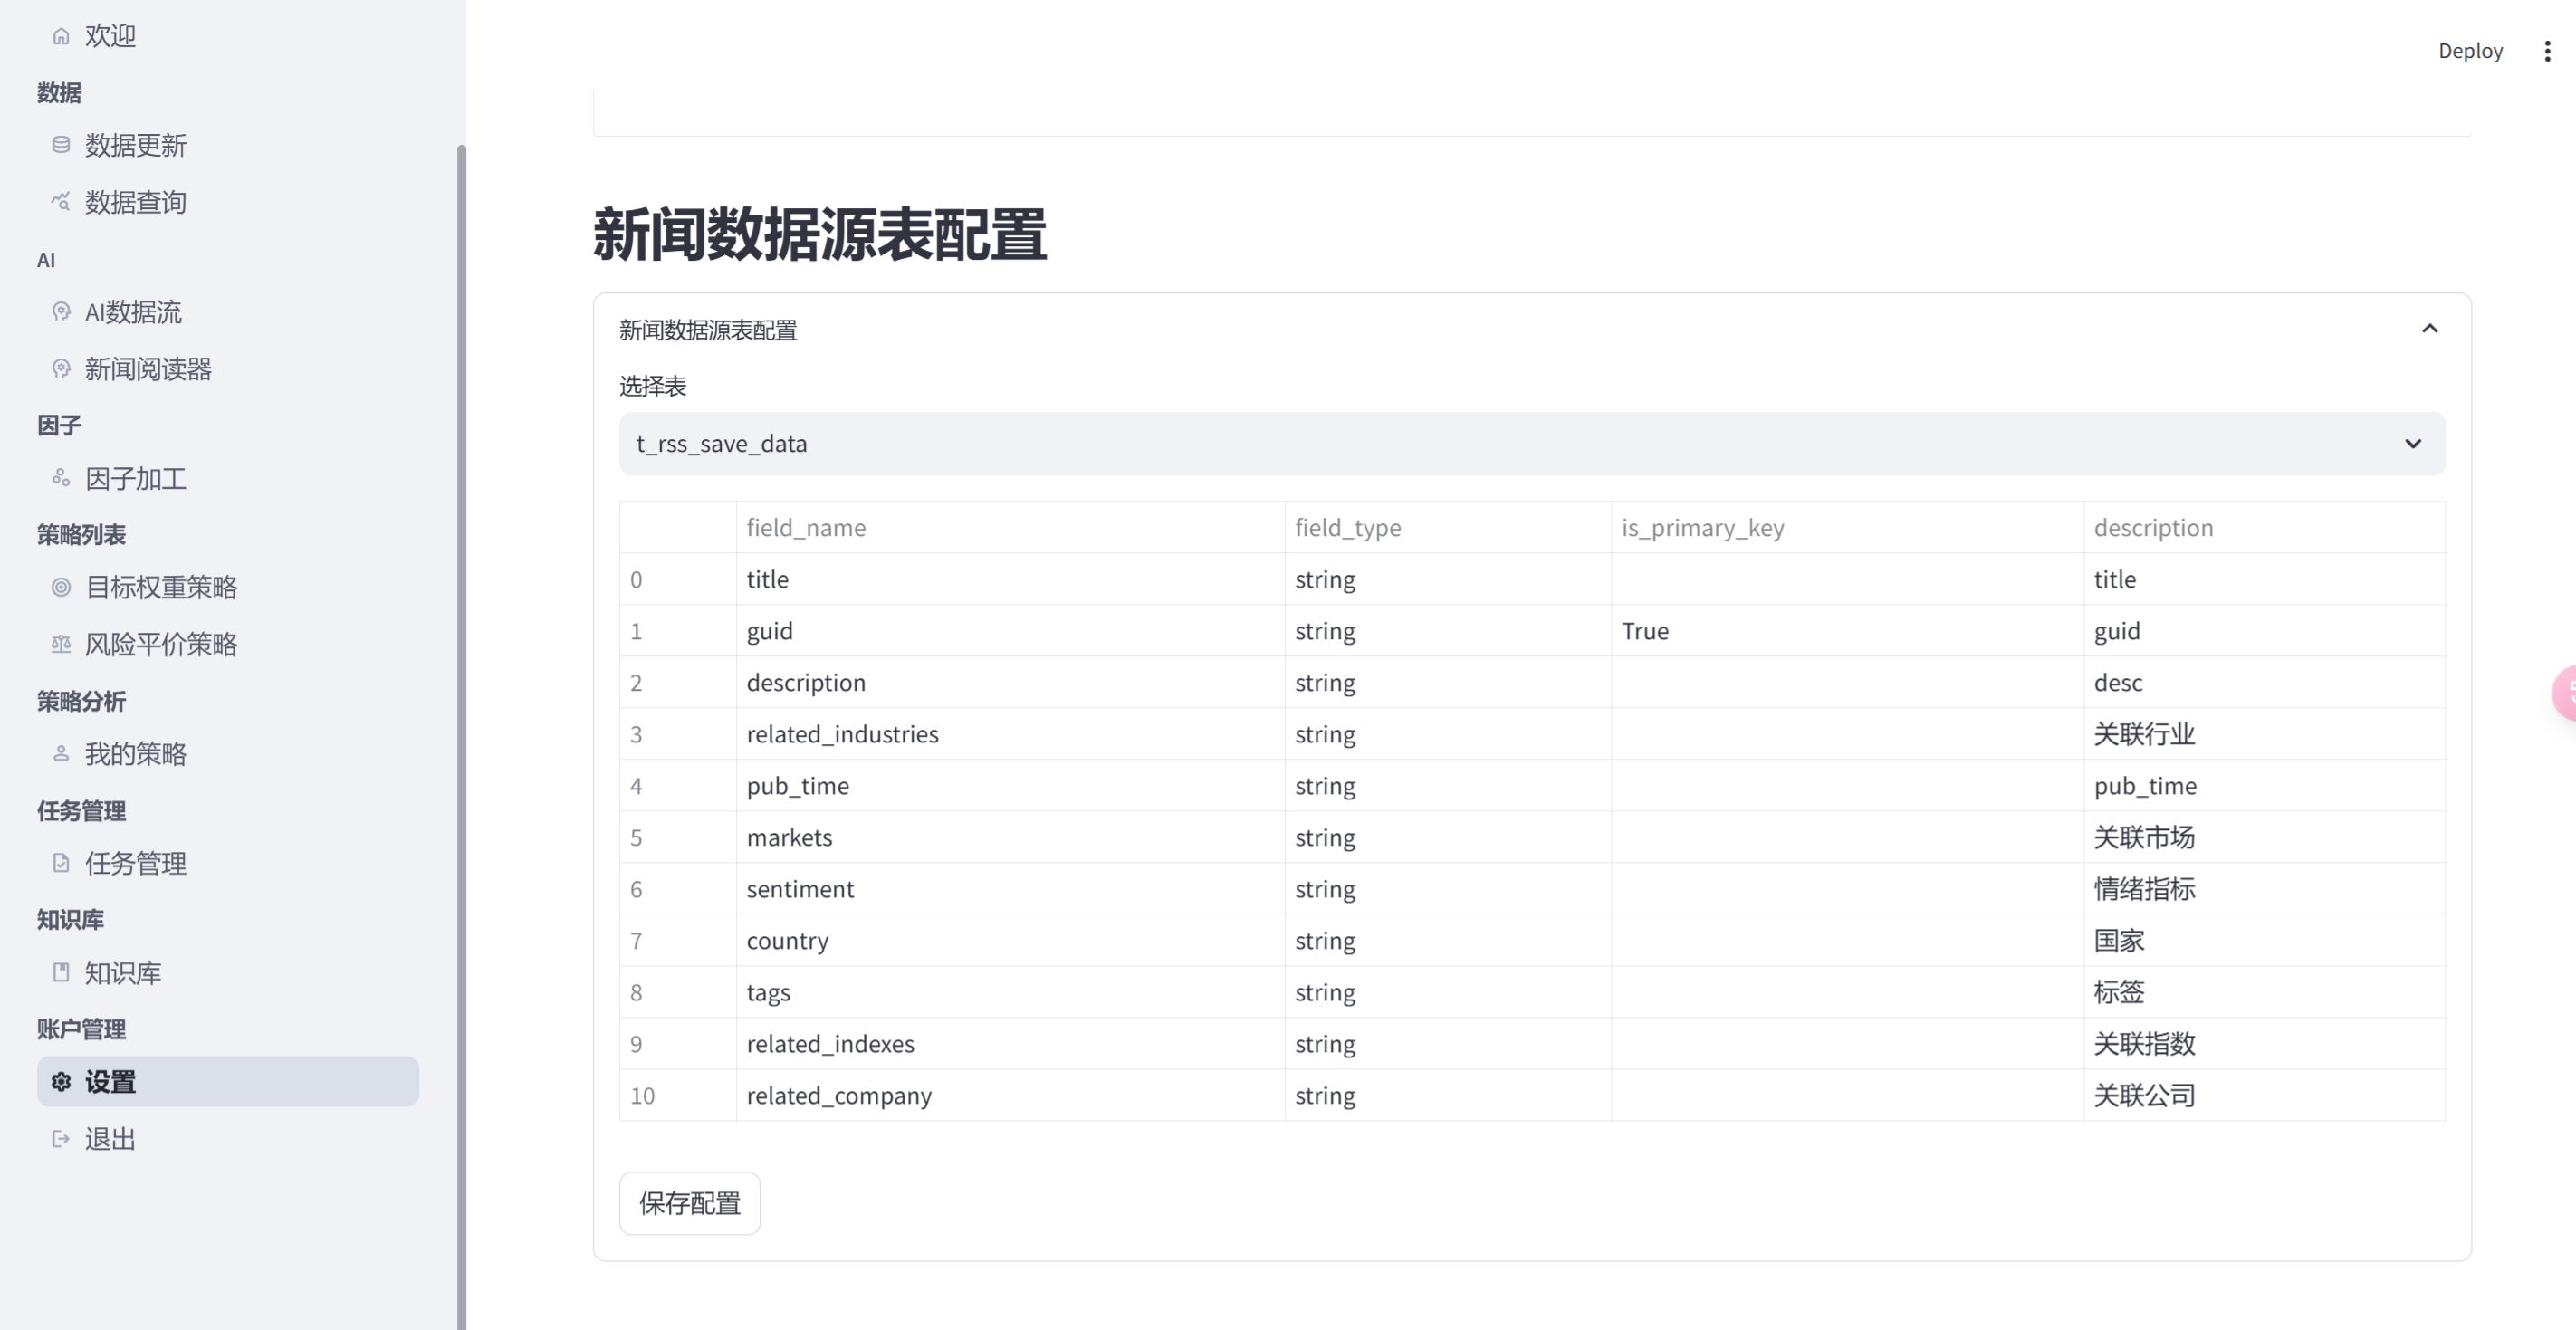 欢迎
数据
数据更新
数据查询
AI
AI数据流
新闻阅读器
因子
因子加工
策略列表
目标权重策略
风险平价策略
策略分析
我的策略
任务管理
任务管理
知识库
知识库
账户管理
设置
退出
Deploy
新闻数据源表配置
新闻数据源表配置
选择表
t_rss_save_data
field_name field_type is_primary_key description
0 title string title
1 guid string True guid
2 description string desc
3 related_industries string 关联行业
4 pub_time string pub_time
5 markets string 关联市场
6 sentiment string 情绪指标
7 country string 国家
8 tags string 标签
9 related_indexes string 关联指数
10 related_company string 关联公司
保存配置